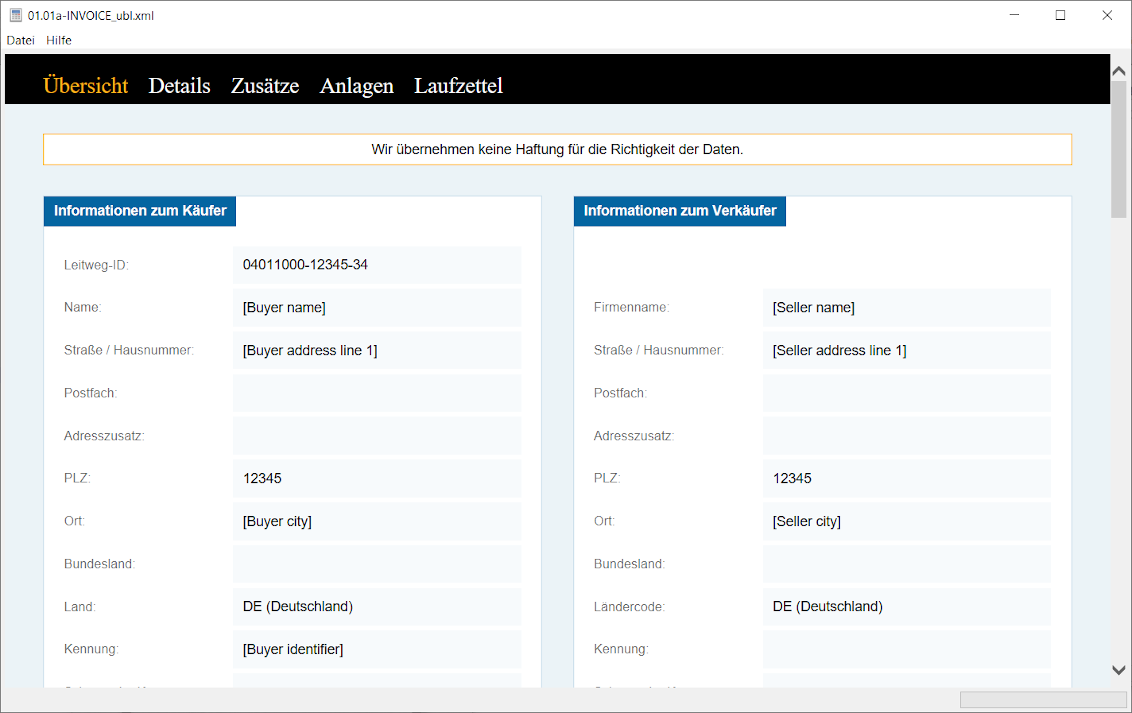 01.01a-INVOICE_ubl.xml
Datei Hilfe
Übersicht Details Zusätze Anlagen Laufzettel
Wir übernehmen keine Haftung für die Richtigkeit der Daten.
Informationen zum Käufer
Leitweg-ID: 04011000-12345-34
Name: [Buyer name]
Straße / Hausnummer: [Buyer address line 1]
Postfach:
Adresszusatz:
PLZ: 12345
Ort: [Buyer city]
Bundesland:
Land: DE (Deutschland)
Kennung: [Buyer identifier]
Informationen zum Verkäufer
Firmenname: [Seller name]
Straße / Hausnummer: [Seller address line 1]
Postfach:
Adresszusatz:
PLZ: 12345
Ort: [Seller city]
Bundesland:
Ländercode: DE (Deutschland)
Kennung: